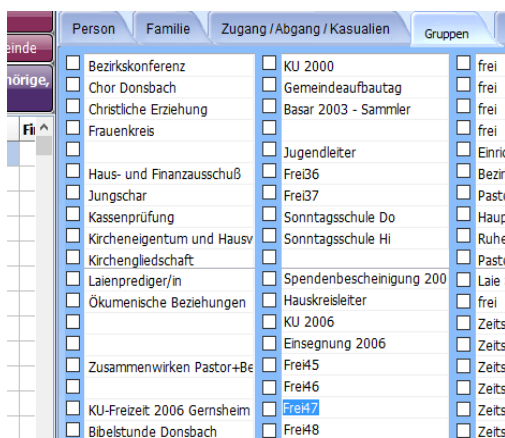 Person Familie Zugang / Abgang / Kasualien Gruppen
einde
hörige,
Fir
Bezirkskonferenz KU 2000 frei
Chor Donsbach Gemeindeaufbautag frei
Christliche Erziehung Basar 2003 - Sammler frei
Frauenkreis frei
Jugendleiter Einric
Haus- und Finanzausschuß Frei36 Bezir
Jungschar Frei37 Pasto
Kassenprüfung Sonntagsschule Do Haup
Kircheneigentum und Hausv Sonntagsschule Hi Ruhe
Kirchengliedschaft Pasto
Laienprediger/in Spendenbescheinigung 200 Laie
Ökumenische Beziehungen Hauskreisleiter frei
KU 2006 Zeits
Einsegnung 2006 Zeits
Zusammenwirken Pastor+Be Frei45 Zeits
Frei46 Zeits
KU-Freizeit 2006 Gernsheim Frei47 Zeits
Bibelstunde Donsbach Frei48 Zeits